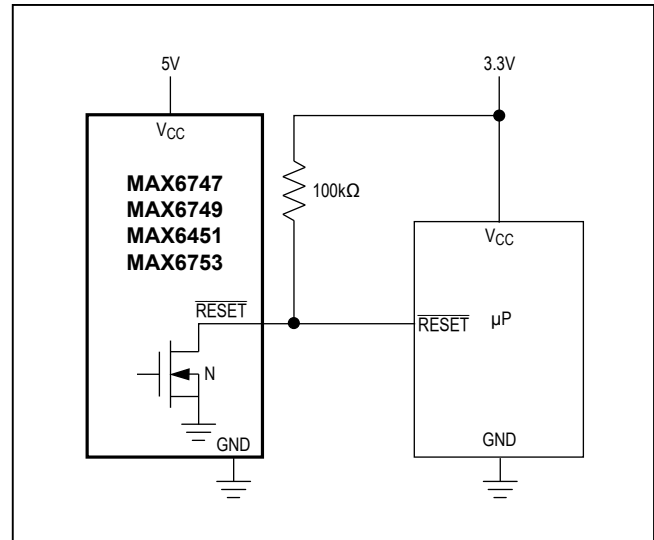 5V
3.3V
VCC
MAX6747
MAX6749
MAX6451
MAX6753
100kΩ
VCC
RESET
RESET
µP
N
GND
GND